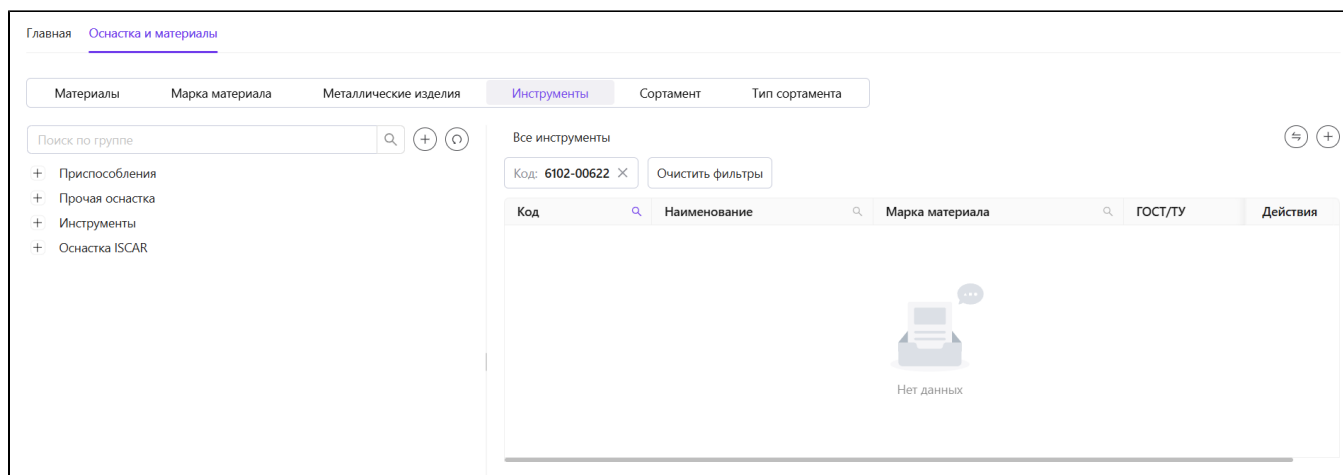 Главная Оснастка и материалы
Материалы Марка материала Металлические изделия Инструменты Сортамент Тип сортамента
Поиск по группе
Приспособления
Прочая оснастка
Инструменты
Оснастка ISCAR
Все инструменты
Код: 6102-00622 Очистить фильтры
Код Наименование Марка материала ГОСТ/ТУ Действия
Нет данных